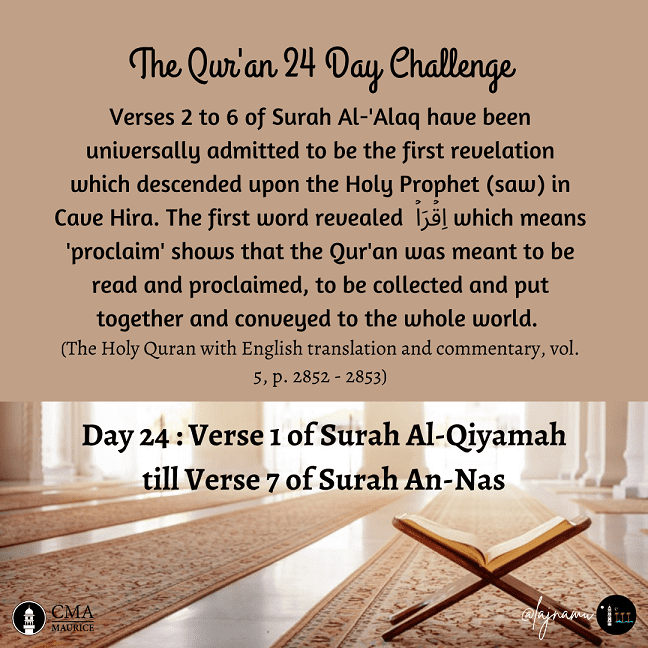 The Qur'an 24 Day Challenge
Verses 2 to 6 of Surah Al-'Alaq have been
universally admitted to be the first revelation
which descended upon the Holy Prophet (saw) in
Cave Hira. The first word revealed اِقۡرَاۡ which means
'proclaim' shows that the Qur'an was meant to be
read and proclaimed, to be collected and put
together and conveyed to the whole world.
(The Holy Quran with English translation and commentary, vol.
5, p. 2852 - 2853)
Day 24 : Verse 1 of Surah Al-Qiyamah
till Verse 7 of Surah An-Nas
CMA
MAURICE
@lajnamu